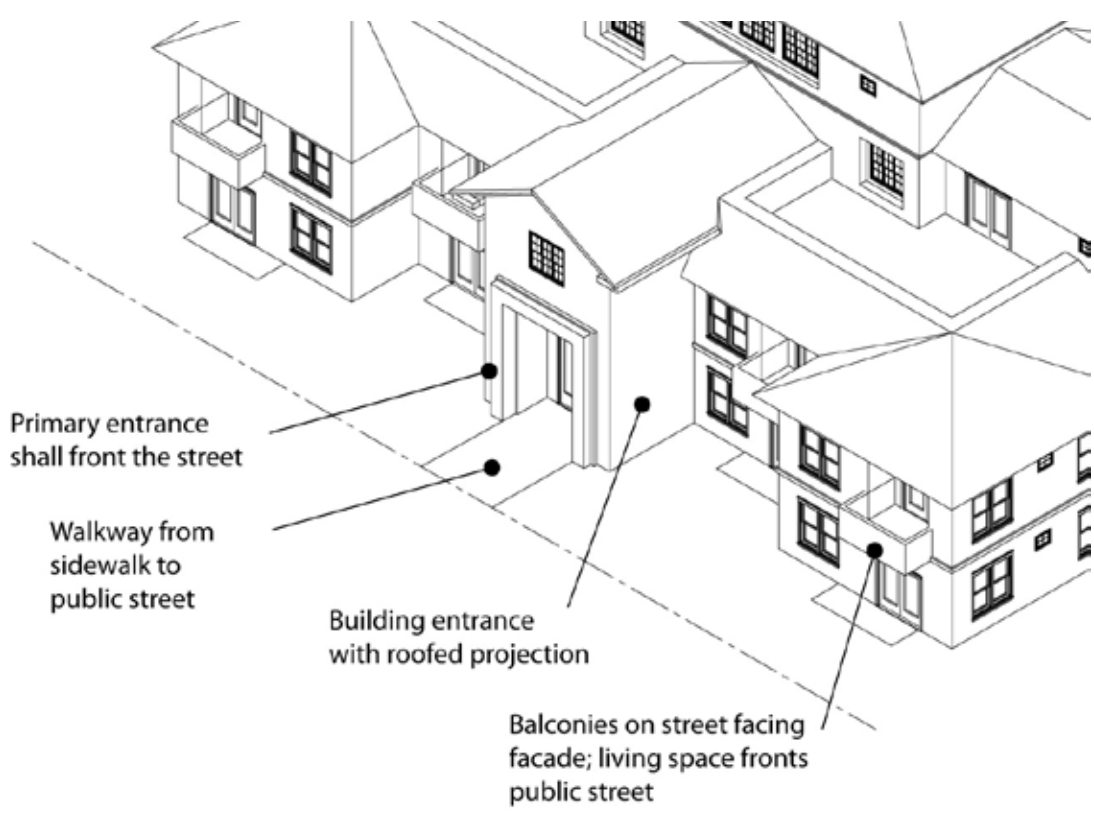 Primary entrance
shall front the street
Walkway from
sidewalk to
public street
Building entrance
with roofed projection
Balconies on street facing
facade; living space fronts
public street